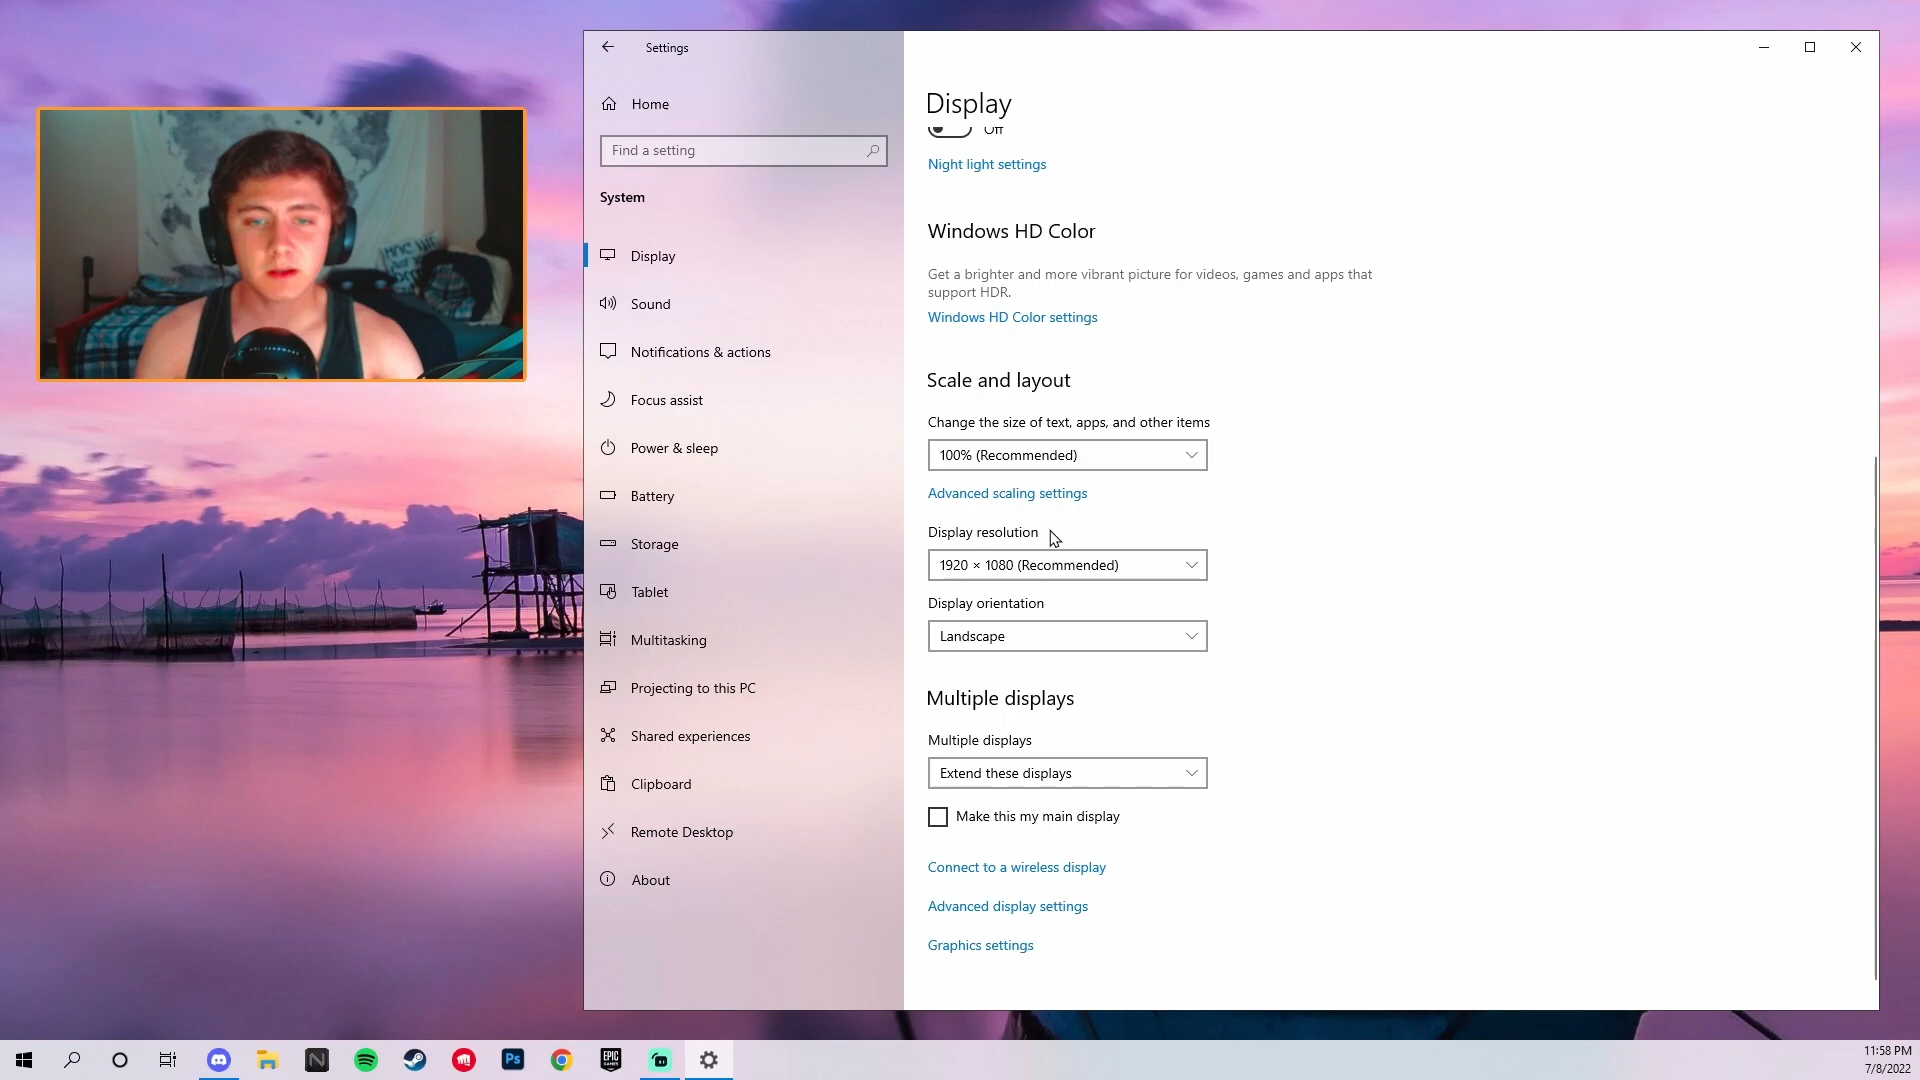 Settings
Home
Find a setting
System
Display
Sound
Notifications & actions
Focus assist
Power & sleep
Battery
Storage
Tablet
Multitasking
Projecting to this PC
Shared experiences
Clipboard
Remote Desktop
About
Display
Off
Night light settings
Windows HD Color
Get a brighter and more vibrant picture for videos, games and apps that
support HDR.
Windows HD Color settings
Scale and layout
Change the size of text, apps, and other items
100% (Recommended)
Advanced scaling settings
Display resolution
1920 × 1080 (Recommended)
Display orientation
Landscape
Multiple displays
Multiple displays
Extend these displays
Make this my main display
Connect to a wireless display
Advanced display settings
Graphics settings
N
Ps
EPIC
GAMES
11:58 PM
7/8/2022